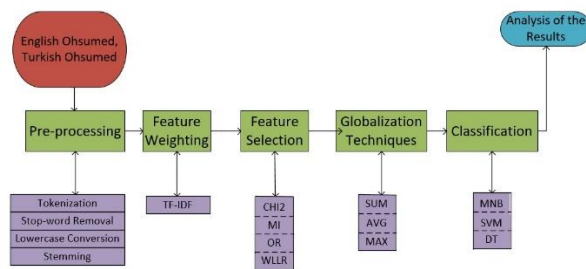 English Ohsumed,
Turkish Ohsumed
Analysis of the
Results
Pre-processing
Feature
Weighting
Feature
Selection
Globalization
Techniques
Classification
Tokenization
Stop-word Removal
Lowercase Conversion
Stemming
TF-IDF
CHI2
MI
OR
WLLR
SUM
AVG
MAX
MNB
SVM
DT